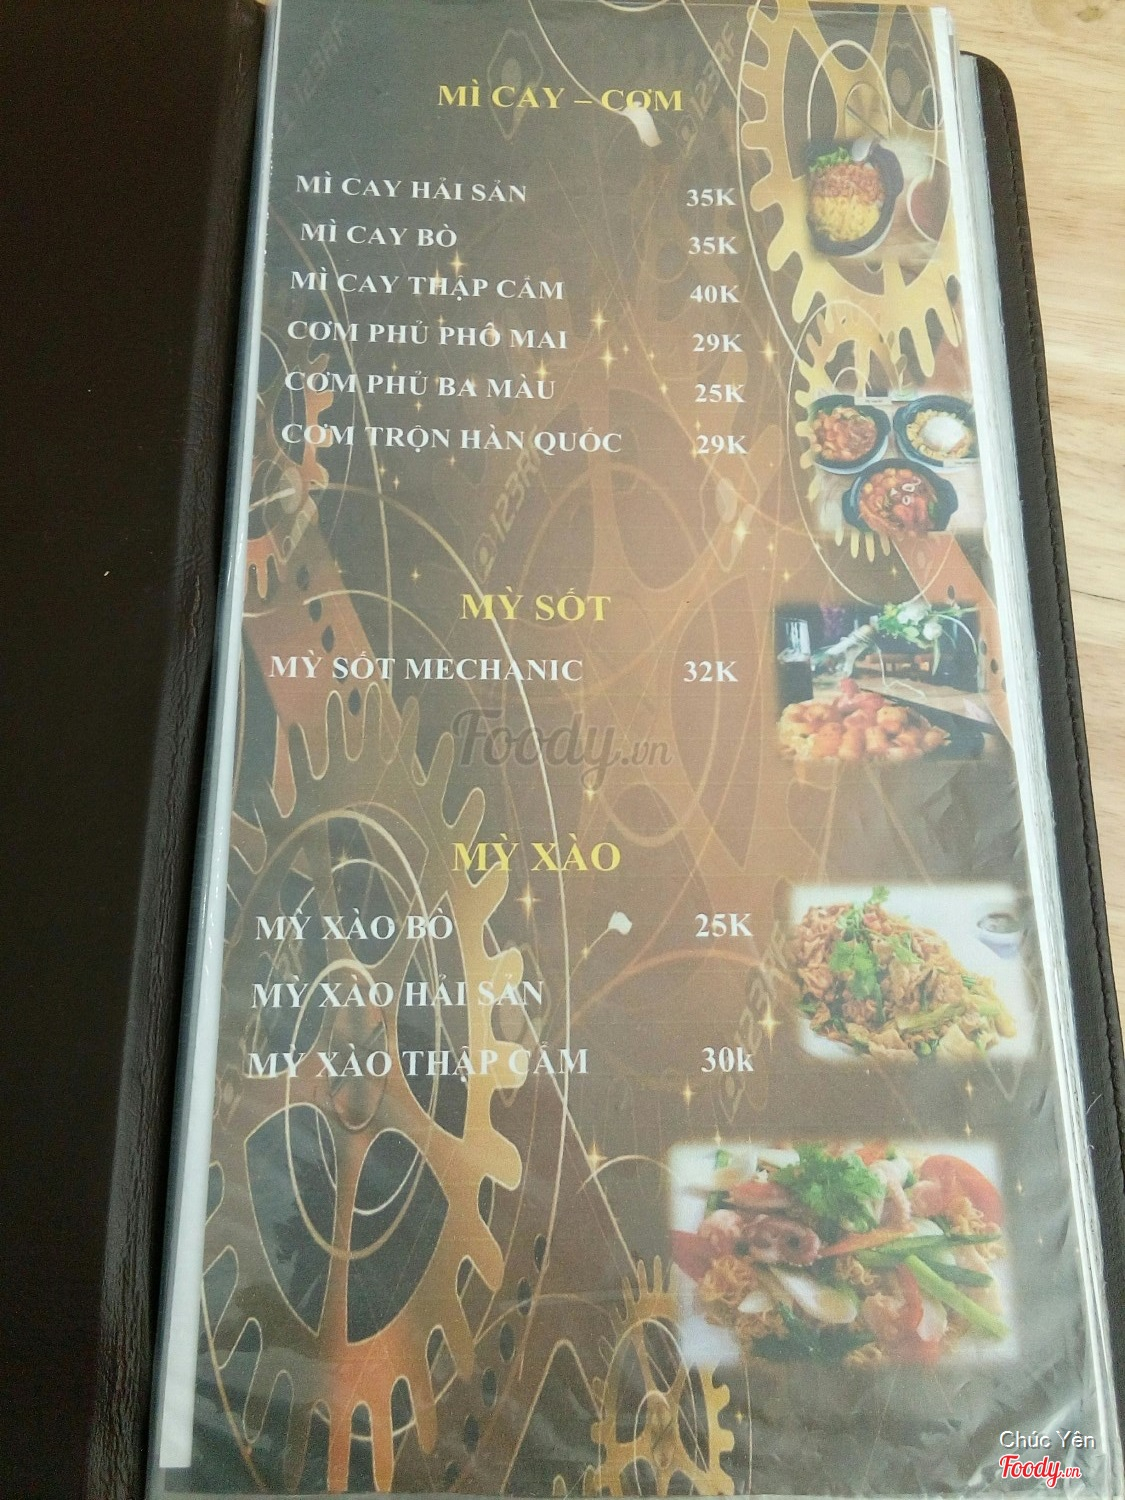 MÌ CAY – CƠM
MÌ CAY HẢI SẢN 35K
MÌ CAY BÒ 35K
MÌ CAY THẬP CẨM 40K
CƠM PHỦ PHÔ MAI 29K
CƠM PHỦ BA MÀU 25K
CƠM TRỘN HÀN QUỐC 29K
MỲ SỐT
MỲ SỐT MECHANIC 32K
Foody.vn
MỲ XÀO
MỲ XÀO BÒ 25K
MỲ XÀO HẢI SẢN
MỲ XÀO THẬP CẨM 30k
123RF
Chúc Yên
Foody.vn